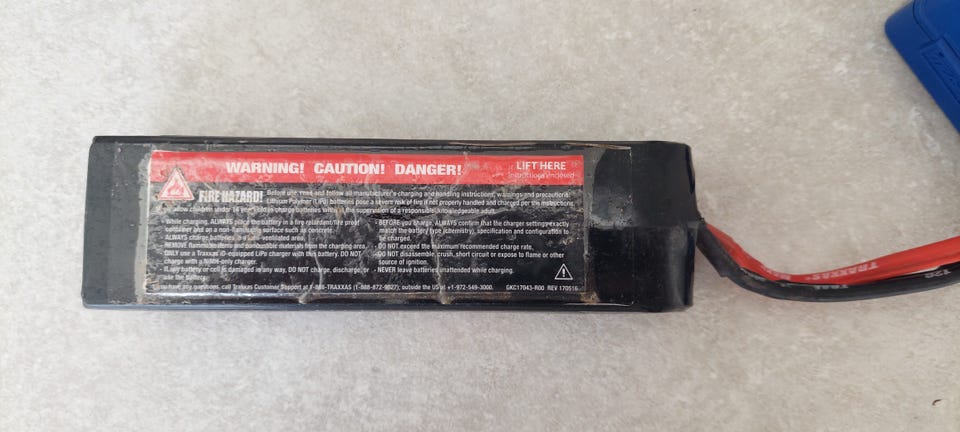 WARNING! CAUTION! DANGER!
LIFT HERE
Instructions enclosed
FIRE HAZARD!
Before use, read and follow all manufacturer's charging and handling instructions, warnings and precautions.
Lithium Polymer (LiPo) batteries pose a severe risk of fire if not properly handled and charged per the instructions.
allow children under 14 years old to charge batteries without the supervision of a responsible, knowledgeable adult.
- While charging, ALWAYS place the battery in a fire retardant/fire proof
container and on a non-flammable surface such as concrete.
- ALWAYS charge batteries in a well-ventilated area.
REMOVE flammable items and combustible materials from the charging area.
ONLY use a Traxxas iD-equipped LiPo charger with this battery. DO NOT
charge with a NiMH-only charger.
- If any battery or cell is damaged in any way, DO NOT charge, discharge, or
use the battery.
- BEFORE you charge, ALWAYS confirm that the charger settings exactly
match the battery type (chemistry), specification and configuration to
be charged.
- DO NOT exceed the maximum recommended charge rate.
- DO NOT disassemble, crush, short circuit or expose to flame or other
source of ignition.
- NEVER leave batteries unattended while charging.
you have any questions, call Traxxas Customer Support at 1-888-TRAXXAS (1-888-872-9927); outside the US at +1-972-549-3000.
GKC17043-R00 REV 170516
TRAXXAS
TRAXXAS
12G